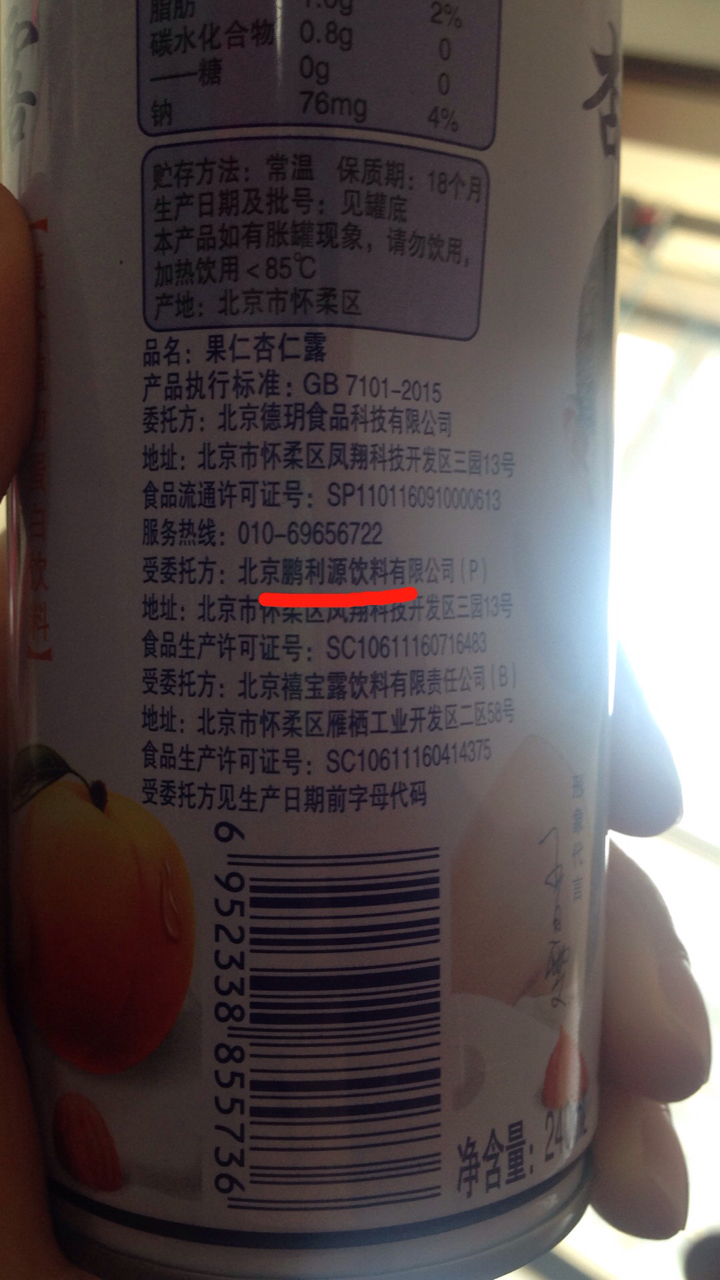 脂肪 1.0g 2%
碳水化合物 0.8g 0
——糖 0g 0
钠 76mg 4%
贮存方法：常温 保质期：18个月
生产日期及批号：见罐底
本产品如有胀罐现象，请勿饮用，
加热饮用＜85℃
产地：北京市怀柔区
品名：果仁杏仁露
产品执行标准：GB 7101-2015
委托方：北京德玥食品科技有限公司
地址：北京市怀柔区凤翔科技开发区三园13号
食品流通许可证号：SP1101160910000613
服务热线：010-69656722
受委托方：北京鹏利源饮料有限公司（P）
地址：北京市怀柔区凤翔科技开发区三园13号
食品生产许可证号：SC10611160716483
受委托方：北京禧宝露饮料有限责任公司（B）
地址：北京市怀柔区雁栖工业开发区二区58号
食品生产许可证号：SC10611160414375
受委托方见生产日期前字母代码
6 952338 855736
净含量：
形象代言
蛋白饮料】
杏